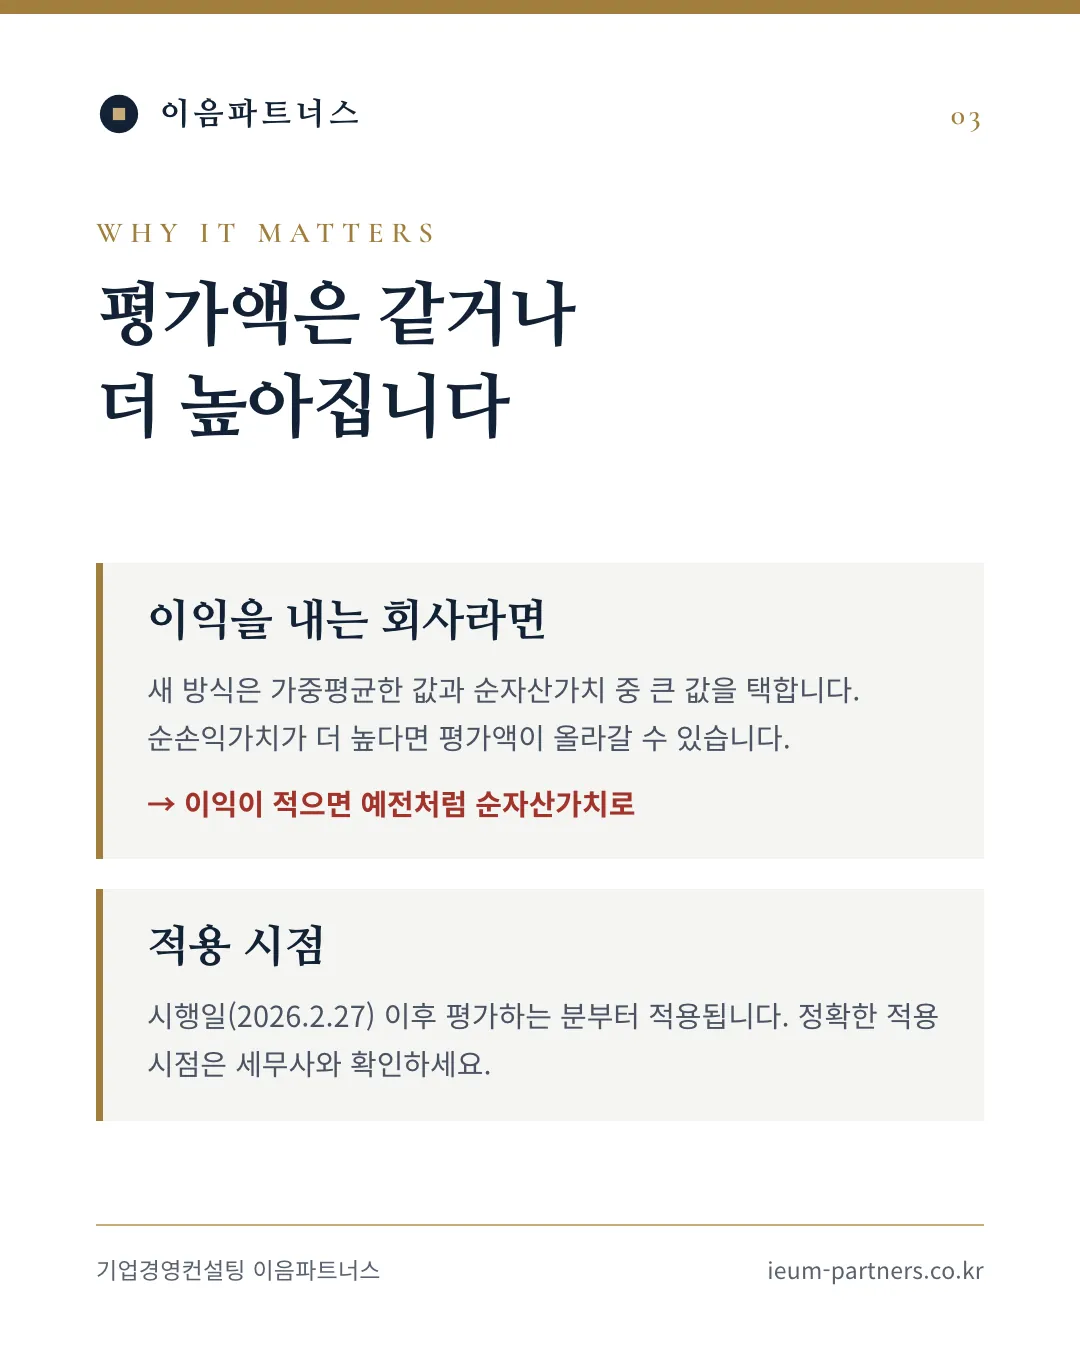 이음파트너스
03
WHY IT MATTERS
평가액은 같거나
더 높아집니다
이익을 내는 회사라면
새 방식은 가중평균한 값과 순자산가치 중 큰 값을 택합니다.
순손익가치가 더 높다면 평가액이 올라갈 수 있습니다.
→ 이익이 적으면 예전처럼 순자산가치로
적용 시점
시행일(2026.2.27) 이후 평가하는 분부터 적용됩니다. 정확한 적용
시점은 세무사와 확인하세요.
기업경영컨설팅 이음파트너스
ieum-partners.co.kr